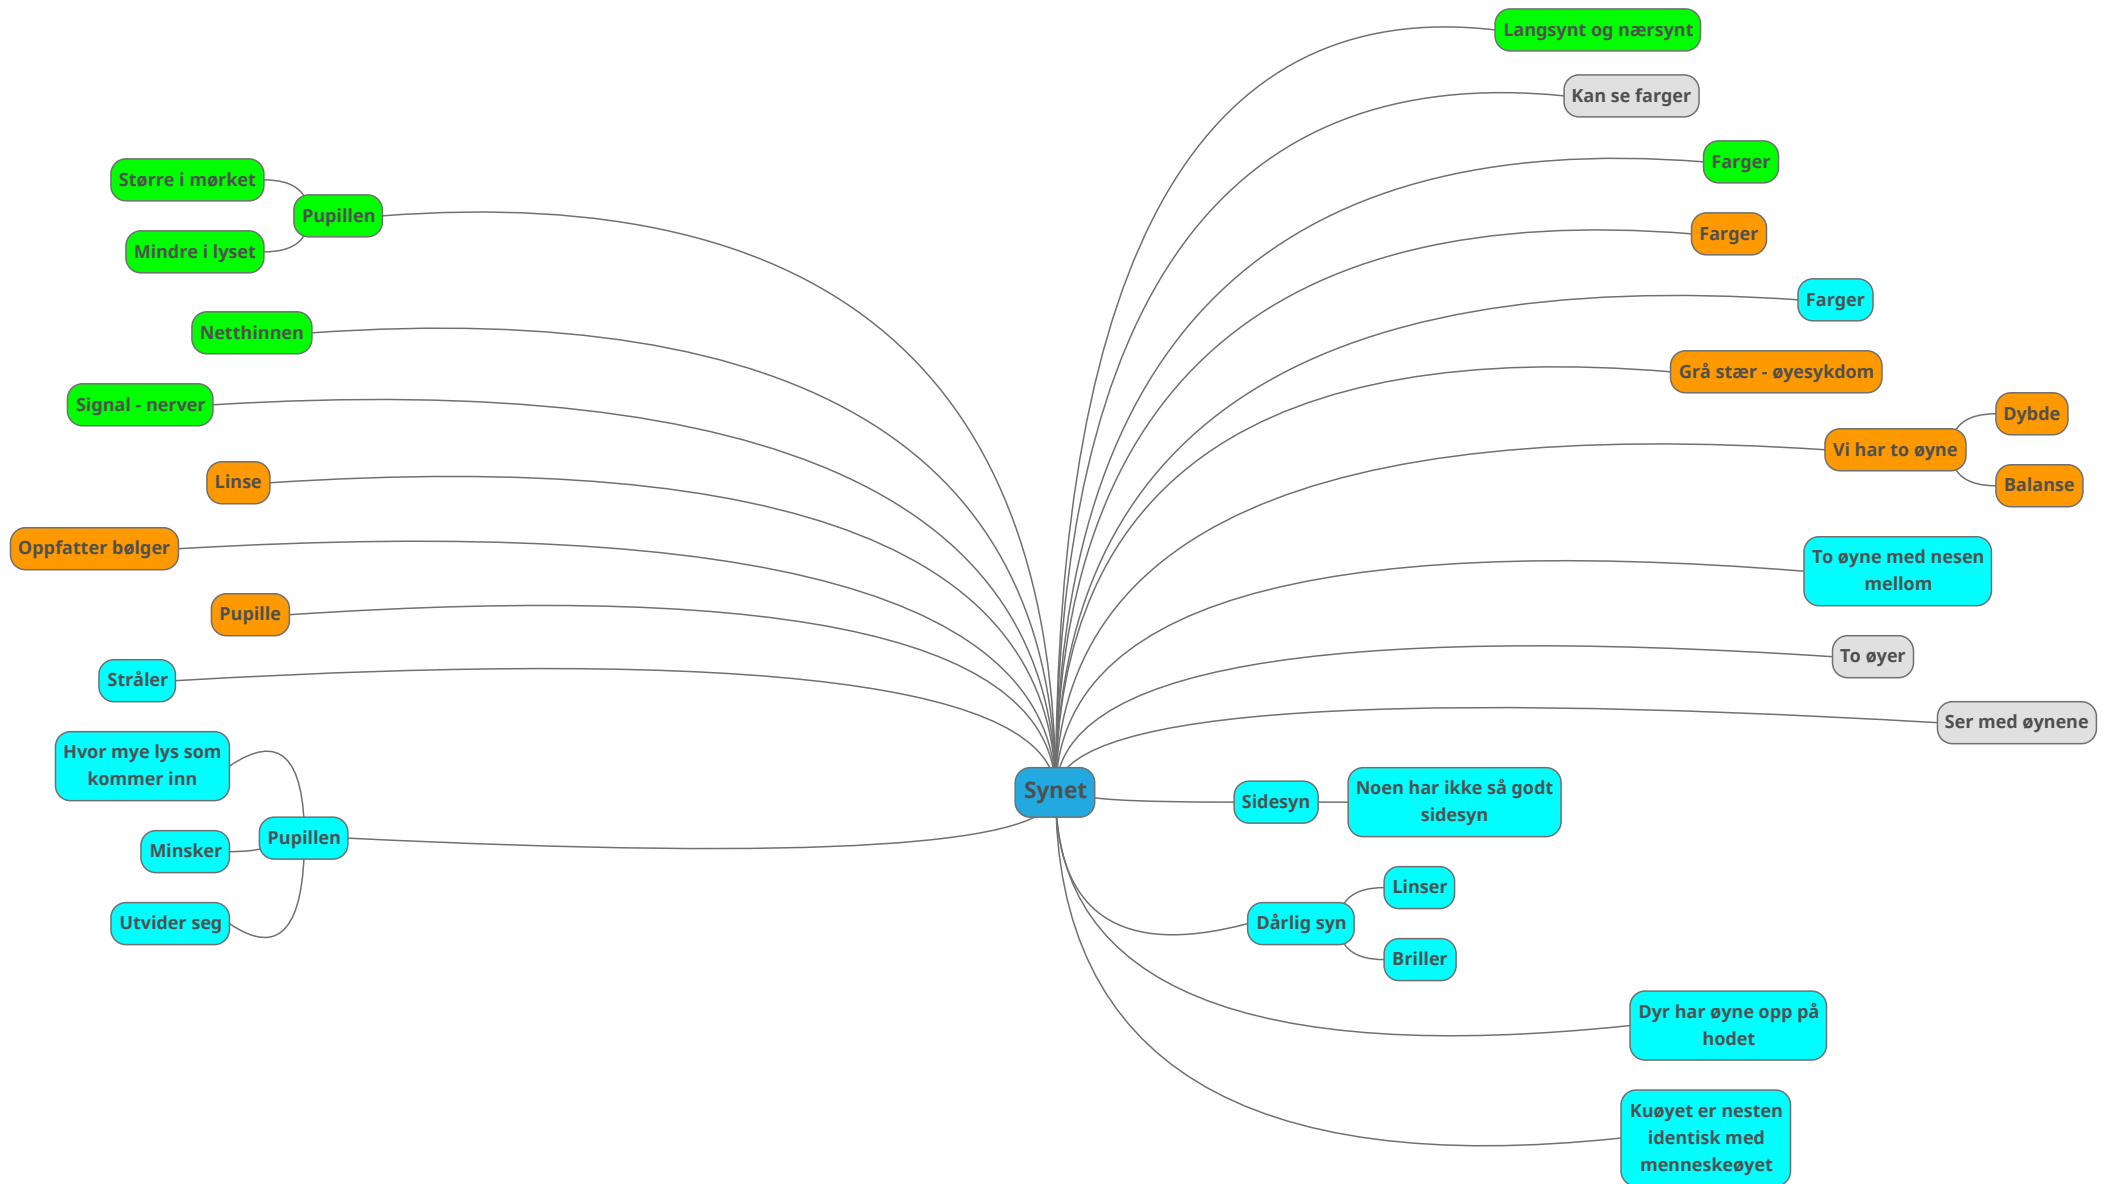 Synet
Pupillen
Større i mørket
Mindre i lyset
Netthinnen
Signal - nerver
Linse
Oppfatter bølger
Pupille
Stråler
Pupillen
Hvor mye lys som
kommer inn
Minsker
Utvider seg
Langsynt og nærsynt
Kan se farger
Farger
Farger
Farger
Grå stær - øyesykdom
Vi har to øyne
Dybde
Balanse
To øyne med nesen
mellom
To øyer
Ser med øynene
Sidesyn
Noen har ikke så godt
sidesyn
Dårlig syn
Linser
Briller
Dyr har øyne opp på
hodet
Kuøyet er nesten
identisk med
menneskeøyet